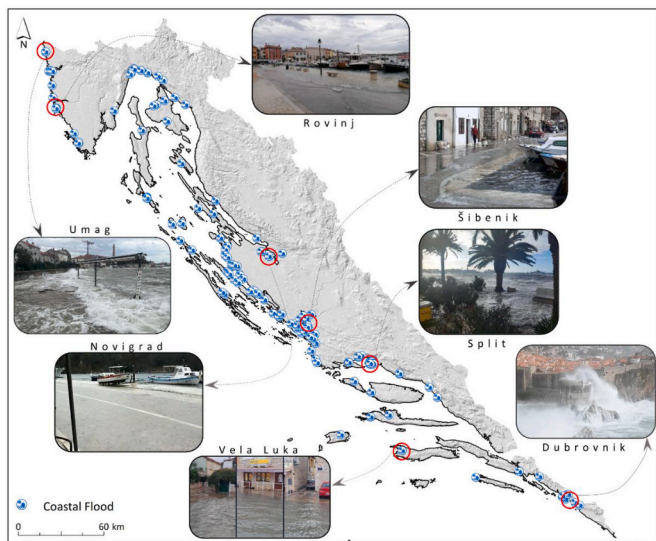 N
Rovinj
Šibenik
Umag
Split
Novigrad
Dubrovnik
Vela Luka
Coastal Flood
0 60 km